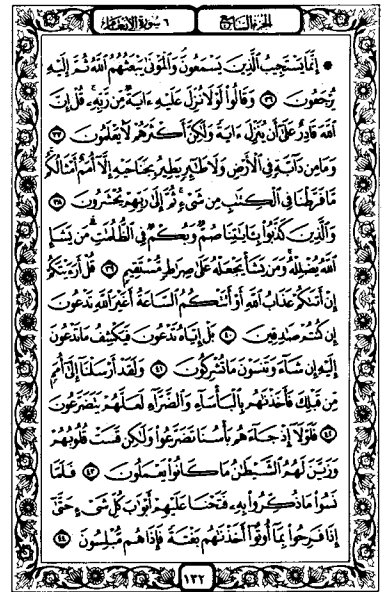 الجزء السابع ٦ سورة الأنعام
* إِنَّمَا يَسْتَجِيبُ الَّذِينَ يَسْمَعُونَ وَالْمَوْتَى يَبْعَثُهُمُ اللَّهُ ثُمَّ إِلَيْهِ
يُرْجَعُونَ ٣٦ وَقَالُوا لَوْلَا نُزِّلَ عَلَيْهِ ءَايَةٌ مِّن رَّبِّهِ قُلْ إِنَّ
اللَّهَ قَادِرٌ عَلَى أَن يُنَزِّلَ ءَايَةً وَلَكِنَّ أَكْثَرَهُمْ لَا يَعْلَمُونَ ٣٧
وَمَا مِن دَابَّةٍ فِي الْأَرْضِ وَلَا طَائِرٍ يَطِيرُ بِجَنَاحَيْهِ إِلَّا أُمَمٌ أَمْثَالُكُم
مَّا فَرَّطْنَا فِي الْكِتَابِ مِن شَيْءٍ ثُمَّ إِلَى رَبِّهِمْ يُحْشَرُونَ ٣٨
وَالَّذِينَ كَذَّبُوا بِـَٔايَاتِنَا صُمٌّ وَبُكْمٌ فِي الظُّلُمَاتِ مَن يَشَإِ
اللَّهُ يُضْلِلْهُ وَمَن يَشَأْ يَجْعَلْهُ عَلَى صِرَاطٍ مُّسْتَقِيمٍ ٣٩ قُلْ أَرَءَيْتَكُمْ
إِنْ أَتَاكُمْ عَذَابُ اللَّهِ أَوْ أَتَتْكُمُ السَّاعَةُ أَغَيْرَ اللَّهِ تَدْعُونَ
إِن كُنتُمْ صَادِقِينَ ٤٠ بَلْ إِيَّاهُ تَدْعُونَ فَيَكْشِفُ مَا تَدْعُونَ
إِلَيْهِ إِن شَاءَ وَتَنسَوْنَ مَا تُشْرِكُونَ ٤١ وَلَقَدْ أَرْسَلْنَا إِلَى أُمَمٍ
مِّن قَبْلِكَ فَأَخَذْنَاهُم بِالْبَأْسَاءِ وَالضَّرَّاءِ لَعَلَّهُمْ يَتَضَرَّعُونَ
٤٢ فَلَوْلَا إِذْ جَاءَهُم بَأْسُنَا تَضَرَّعُوا وَلَكِن قَسَتْ قُلُوبُهُمْ
وَزَيَّنَ لَهُمُ الشَّيْطَانُ مَا كَانُوا يَعْمَلُونَ ٤٣ فَلَمَّا
نَسُوا مَا ذُكِّرُوا بِهِ فَتَحْنَا عَلَيْهِمْ أَبْوَابَ كُلِّ شَيْءٍ حَتَّى
إِذَا فَرِحُوا بِمَا أُوتُوا أَخَذْنَاهُم بَغْتَةً فَإِذَا هُم مُّبْلِسُونَ ٤٤
١٣٢